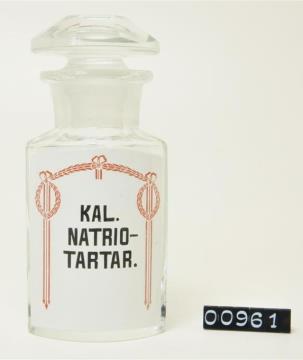 KAL.
NATRIO-
TARTAR.
00961